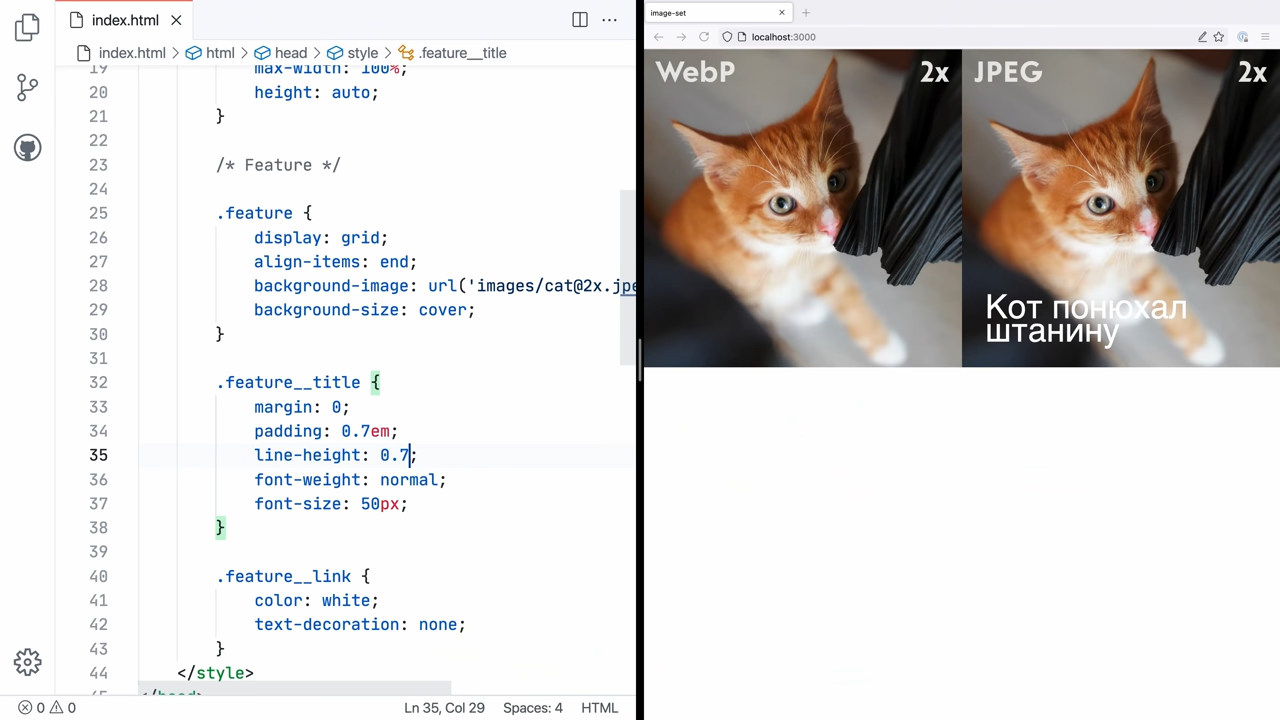 index.html
index.html > html > head > style > .feature__title
19 max-width: 100%;
20 height: auto;
21 }
22
23 /* Feature */
24
25 .feature {
26 display: grid;
27 align-items: end;
28 background-image: url('images/cat@2x.jpe
29 background-size: cover;
30 }
31
32 .feature__title {
33 margin: 0;
34 padding: 0.7em;
35 line-height: 0.7;
36 font-weight: normal;
37 font-size: 50px;
38 }
39
40 .feature__link {
41 color: white;
42 text-decoration: none;
43 }
44 </style>
45 </head>
0 0
Ln 35, Col 29
Spaces: 4
HTML
image-set
localhost:3000
WebP 2x
JPEG 2x
Кот понюхал
штанину